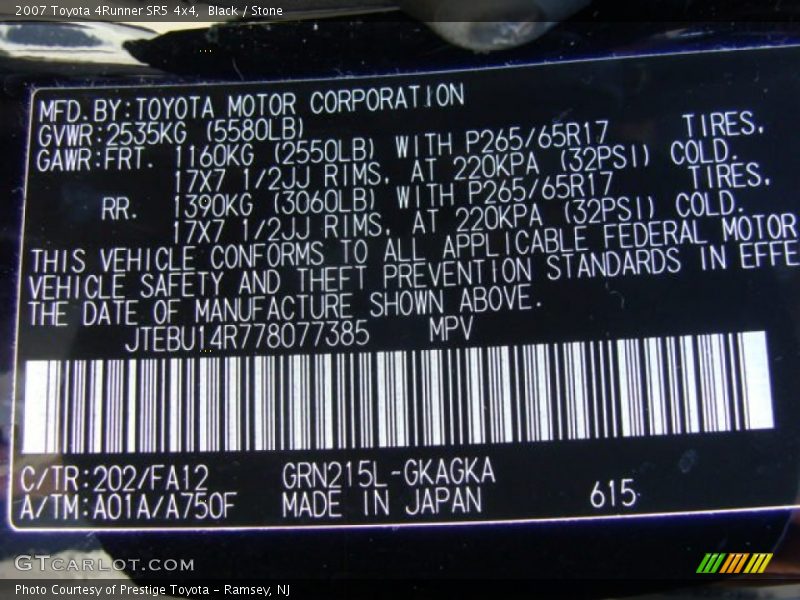 2007 Toyota 4Runner SR5 4x4, Black / Stone
MFD.BY:TOYOTA MOTOR CORPORATION
GVWR:2535KG (5580LB)
GAWR:FRT. 1160KG (2550LB) WITH P265/65R17 TIRES,
17X7 1/2JJ RIMS, AT 220KPA (32PSI) COLD.
RR. 1390KG (3060LB) WITH P265/65R17 TIRES,
17X7 1/2JJ RIMS, AT 220KPA (32PSI) COLD.
THIS VEHICLE CONFORMS TO ALL APPLICABLE FEDERAL MOTOR
VEHICLE SAFETY AND THEFT PREVENTION STANDARDS IN EFFE
THE DATE OF MANUFACTURE SHOWN ABOVE.
JTEBU14R778077385 MPV
C/TR:202/FA12 GRN215L-GKAGKA
A/TM:A01A/A750F MADE IN JAPAN 615
GTCARLOT.COM
Photo Courtesy of Prestige Toyota - Ramsey, NJ